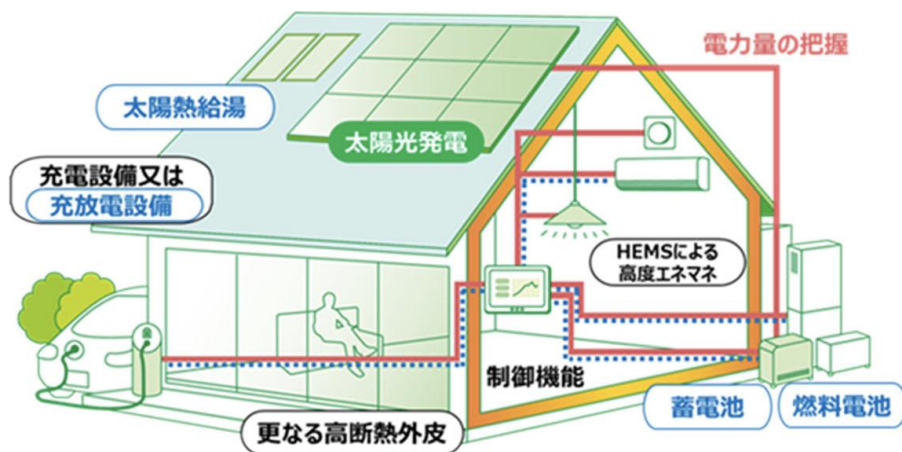 電力量の把握
太陽熱給湯
太陽光発電
充電設備又は
充放電設備
HEMSによる
高度エネマネ
制御機能
蓄電池
燃料電池
更なる高断熱外皮